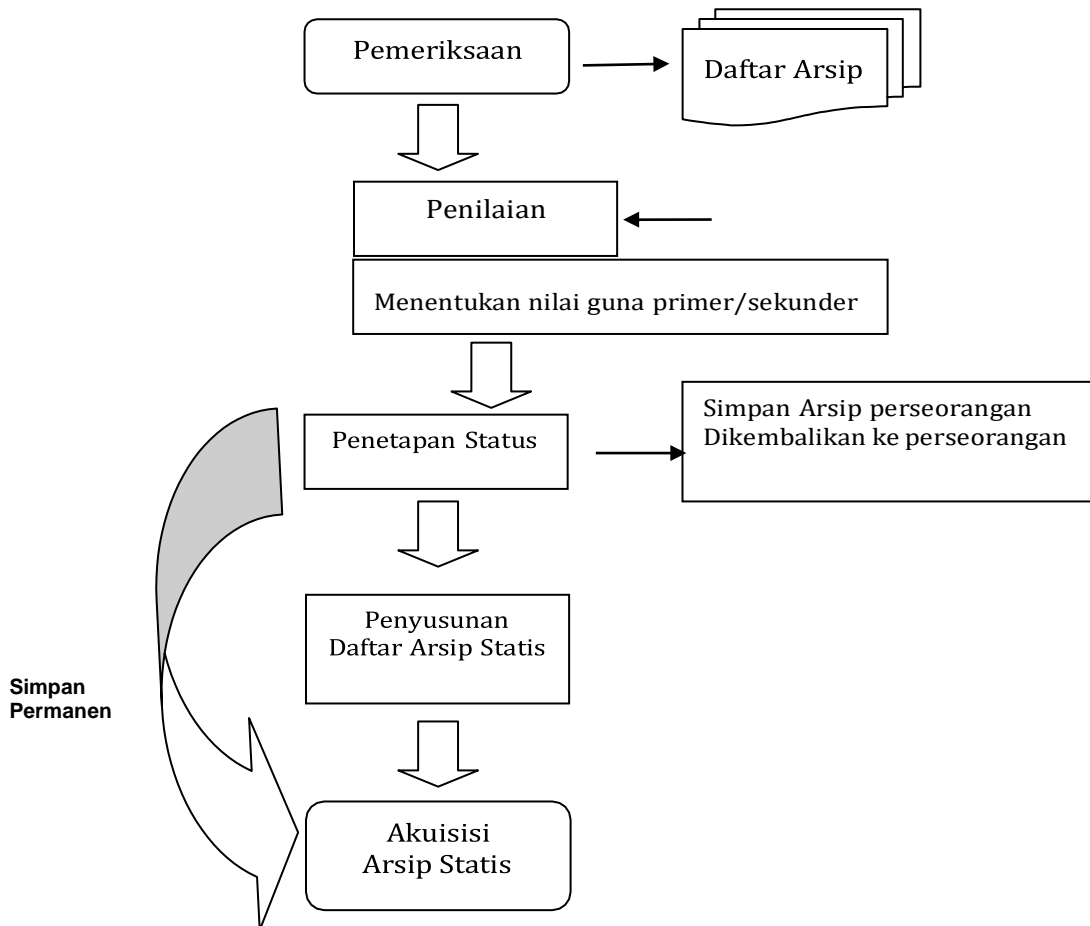 Pemeriksaan
Daftar Arsip
Penilaian
Menentukan nilai guna primer/sekunder
Penetapan Status
Simpan Arsip perseorangan
Dikembalikan ke perseorangan
Penyusunan
Daftar Arsip Statis
Simpan
Permanen
Akuisisi
Arsip Statis